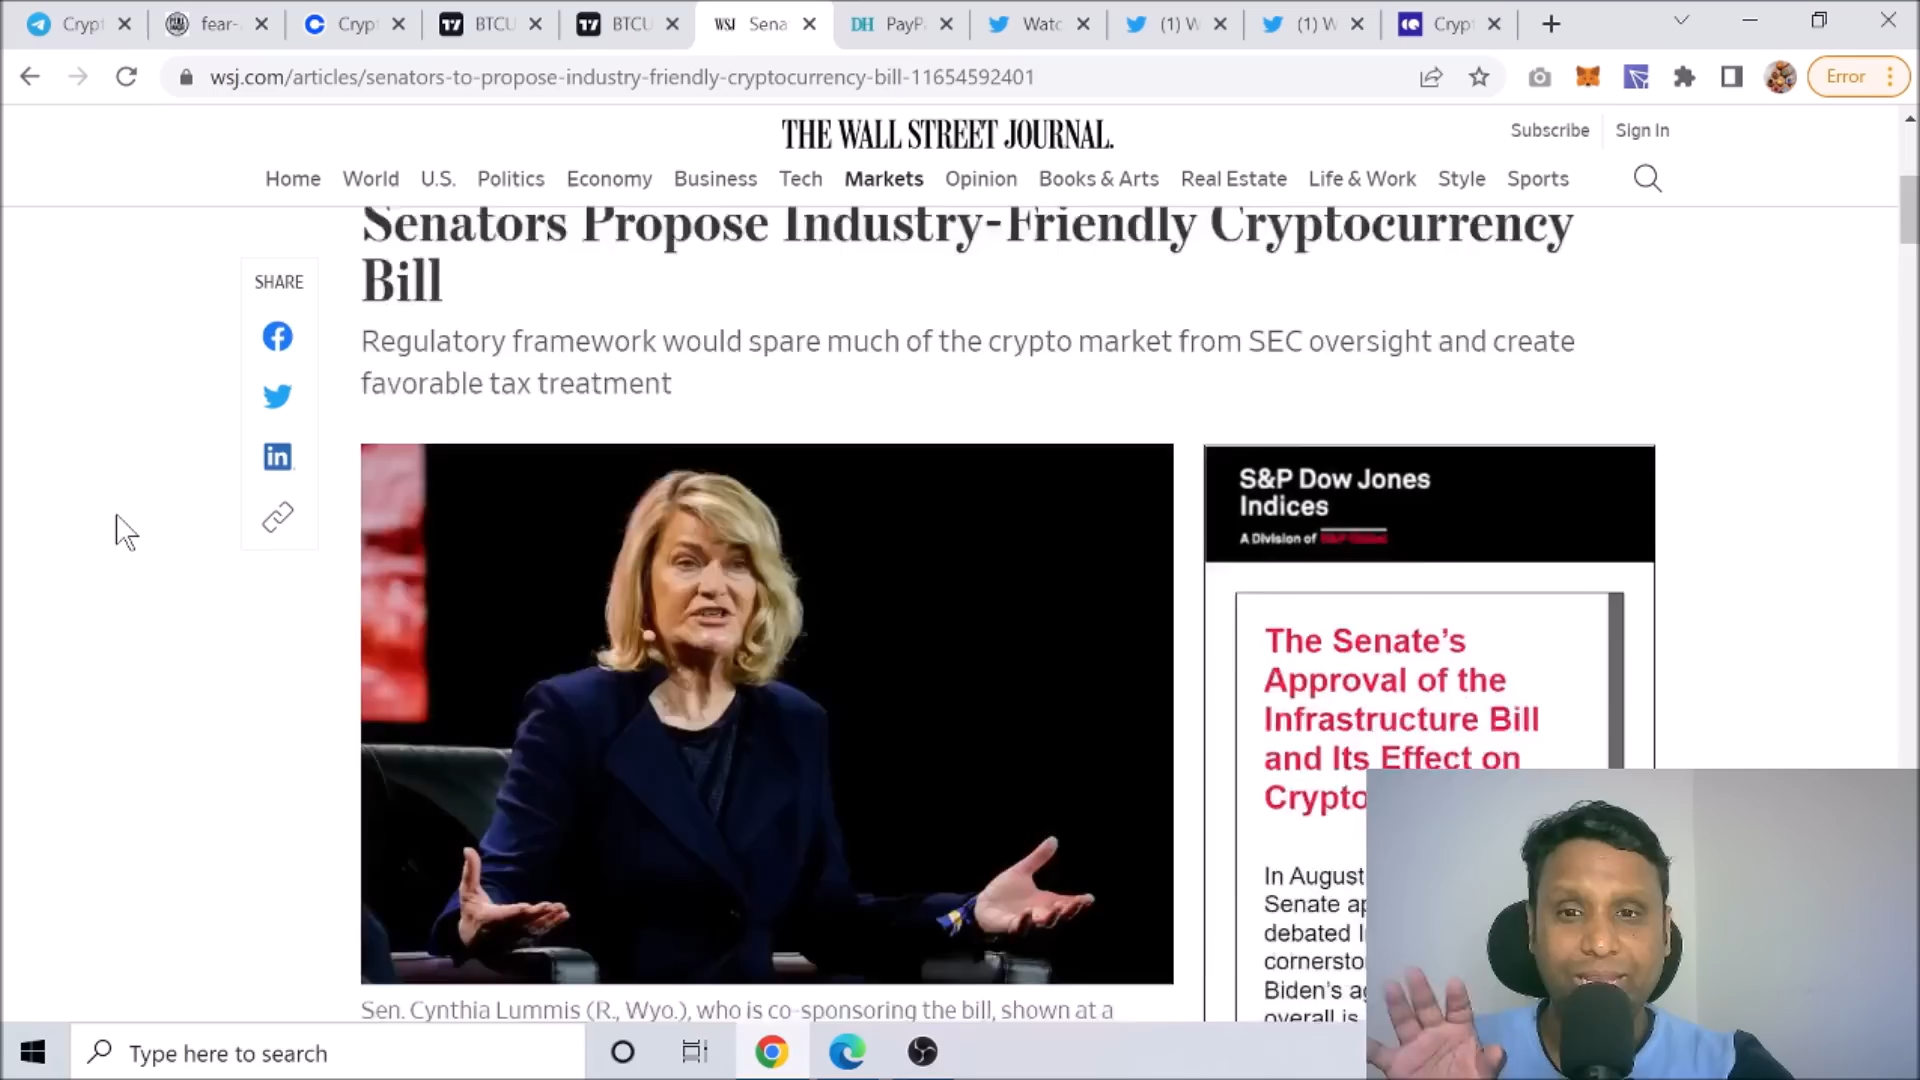 Crypt
fear-
Crypt
BTCU
BTCU
WSJ Sena
DH PayP
Watc
(1) W
(1) W
Cryp
wsj.com/articles/senators-to-propose-industry-friendly-cryptocurrency-bill-11654592401
Error
THE WALL STREET JOURNAL.
Subscribe
Sign In
Home World U.S. Politics Economy Business Tech Markets Opinion Books & Arts Real Estate Life & Work Style Sports
Senators Propose Industry-Friendly Cryptocurrency
Bill
SHARE
Regulatory framework would spare much of the crypto market from SEC oversight and create
favorable tax treatment
in
S&P Dow Jones
Indices
A Division of
The Senate's
Approval of the
Infrastructure Bill
and Its Effect on
Crypto
In August
Senate ap
debated I
cornersto
Biden's a
overall is
Sen. Cynthia Lummis (R., Wyo.), who is co-sponsoring the bill, shown at a
Type here to search